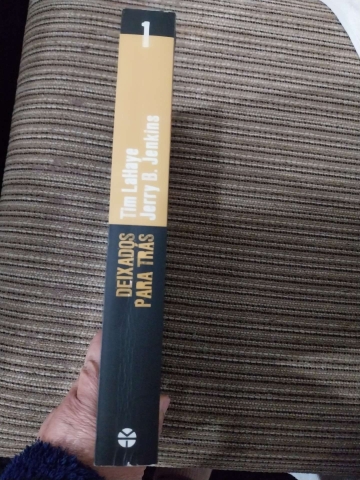 1
Tim LaHaye
Jerry B. Jenkins
DEIXADOS
PARA TRÁS